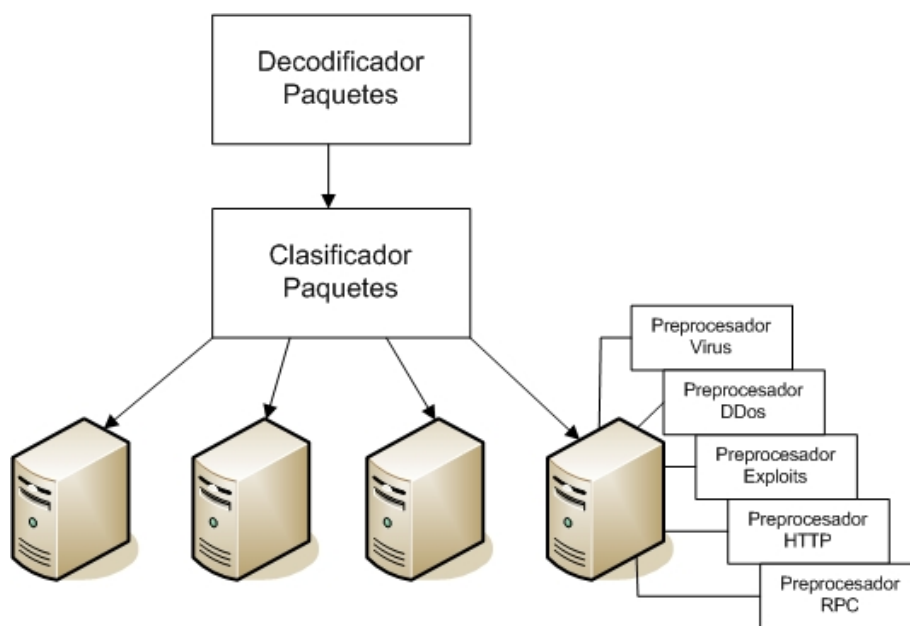 Decodificador
Paquetes
Clasificador
Paquetes
Preprocesador
Virus
Preprocesador
DDos
Preprocesador
Exploits
Preprocesador
HTTP
Preprocesador
RPC